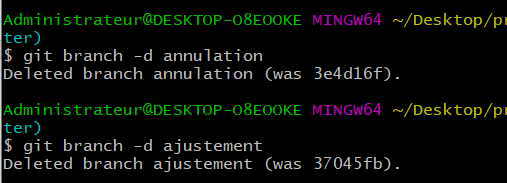 Administrateur@DESKTOP-O8EOOKE MINGW64 ~/Desktop/pr
ter)
$ git branch -d annulation
Deleted branch annulation (was 3e4d16f).
Administrateur@DESKTOP-O8EOOKE MINGW64 ~/Desktop/pr
ter)
$ git branch -d ajustement
Deleted branch ajustement (was 37045fb).